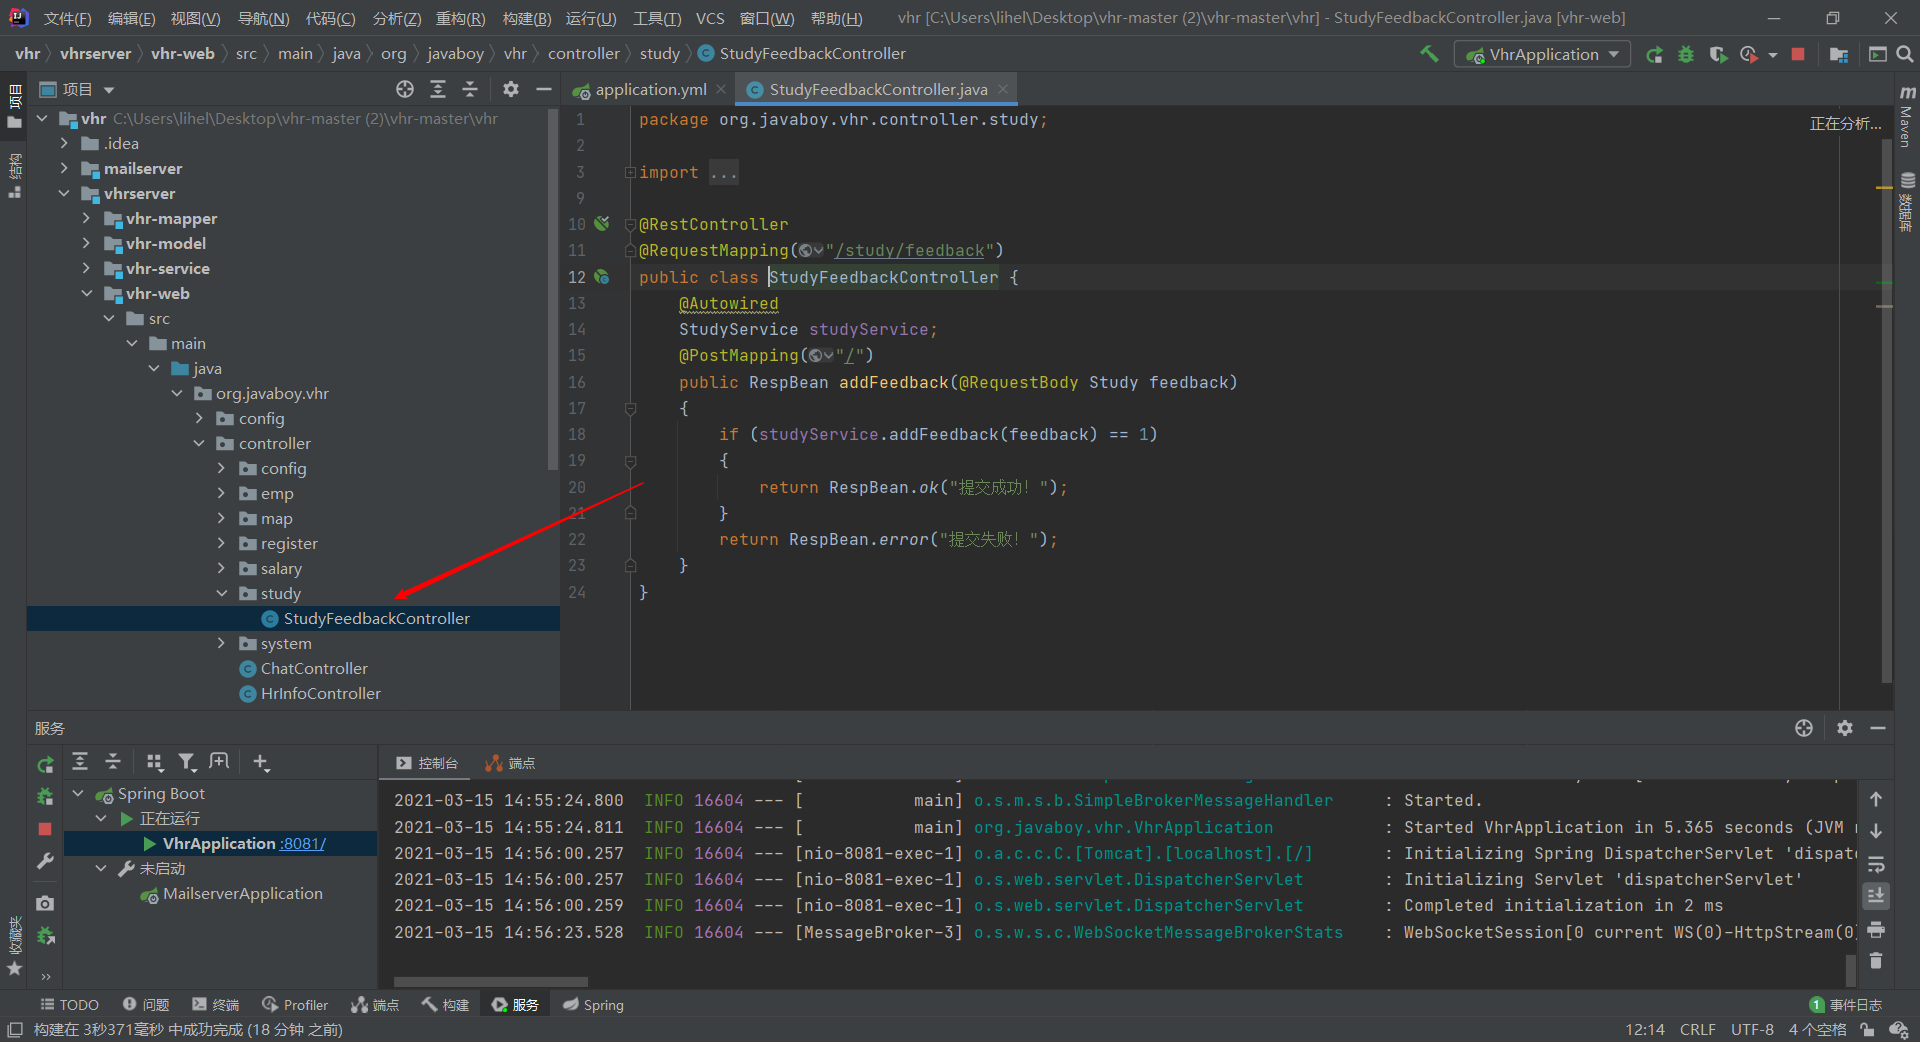 文件(F) 编辑(E) 视图(V) 导航(N) 代码(C) 分析(Z) 重构(R) 构建(B) 运行(U) 工具(T) VCS 窗口(W) 帮助(H) vhr [C:\Users\lihel\Desktop\vhr-master (2)\vhr-master\vhr] - StudyFeedbackController.java [vhr-web]
vhr vhrserver vhr-web src main java org javaboy vhr controller study StudyFeedbackController VhrApplication
项目
application.yml StudyFeedbackController.java
vhr C:\Users\lihel\Desktop\vhr-master (2)\vhr-master\vhr
.idea
mailserver
vhrserver
vhr-mapper
vhr-model
vhr-service
vhr-web
src
main
java
org.javaboy.vhr
config
controller
config
emp
map
register
salary
study
StudyFeedbackController
system
ChatController
HrInfoController
项目
结构
收藏夹
1 package org.javaboy.vhr.controller.study;
2
3 import ...
9
10 @RestController
11 @RequestMapping("/study/feedback")
12 public class StudyFeedbackController {
13 @Autowired
14 StudyService studyService;
15 @PostMapping("/")
16 public RespBean addFeedback(@RequestBody Study feedback)
17 {
18 if (studyService.addFeedback(feedback) == 1)
19 {
20 return RespBean.ok("提交成功！");
21 }
22 return RespBean.error("提交失败！");
23 }
24 }
正在分析...
Maven
数据库
服务
控制台 端点
Spring Boot
正在运行
VhrApplication :8081/
未启动
MailserverApplication
2021-03-15 14:55:24.800 INFO 16604 --- [ main] o.s.m.s.b.SimpleBrokerMessageHandler : Started.
2021-03-15 14:55:24.811 INFO 16604 --- [ main] org.javaboy.vhr.VhrApplication : Started VhrApplication in 5.365 seconds (JVM
2021-03-15 14:56:00.257 INFO 16604 --- [nio-8081-exec-1] o.a.c.c.C.[Tomcat].[localhost].[/] : Initializing Spring DispatcherServlet 'dispatc
2021-03-15 14:56:00.257 INFO 16604 --- [nio-8081-exec-1] o.s.web.servlet.DispatcherServlet : Initializing Servlet 'dispatcherServlet'
2021-03-15 14:56:00.259 INFO 16604 --- [nio-8081-exec-1] o.s.web.servlet.DispatcherServlet : Completed initialization in 2 ms
2021-03-15 14:56:23.528 INFO 16604 --- [MessageBroker-3] o.s.w.s.c.WebSocketMessageBrokerStats : WebSocketSession[0 current WS(0)-HttpStream(0)
TODO 问题 终端 Profiler 端点 构建 服务 Spring 1 事件日志
构建在 3秒371毫秒 中成功完成 (18 分钟 之前) 12:14 CRLF UTF-8 4 个空格